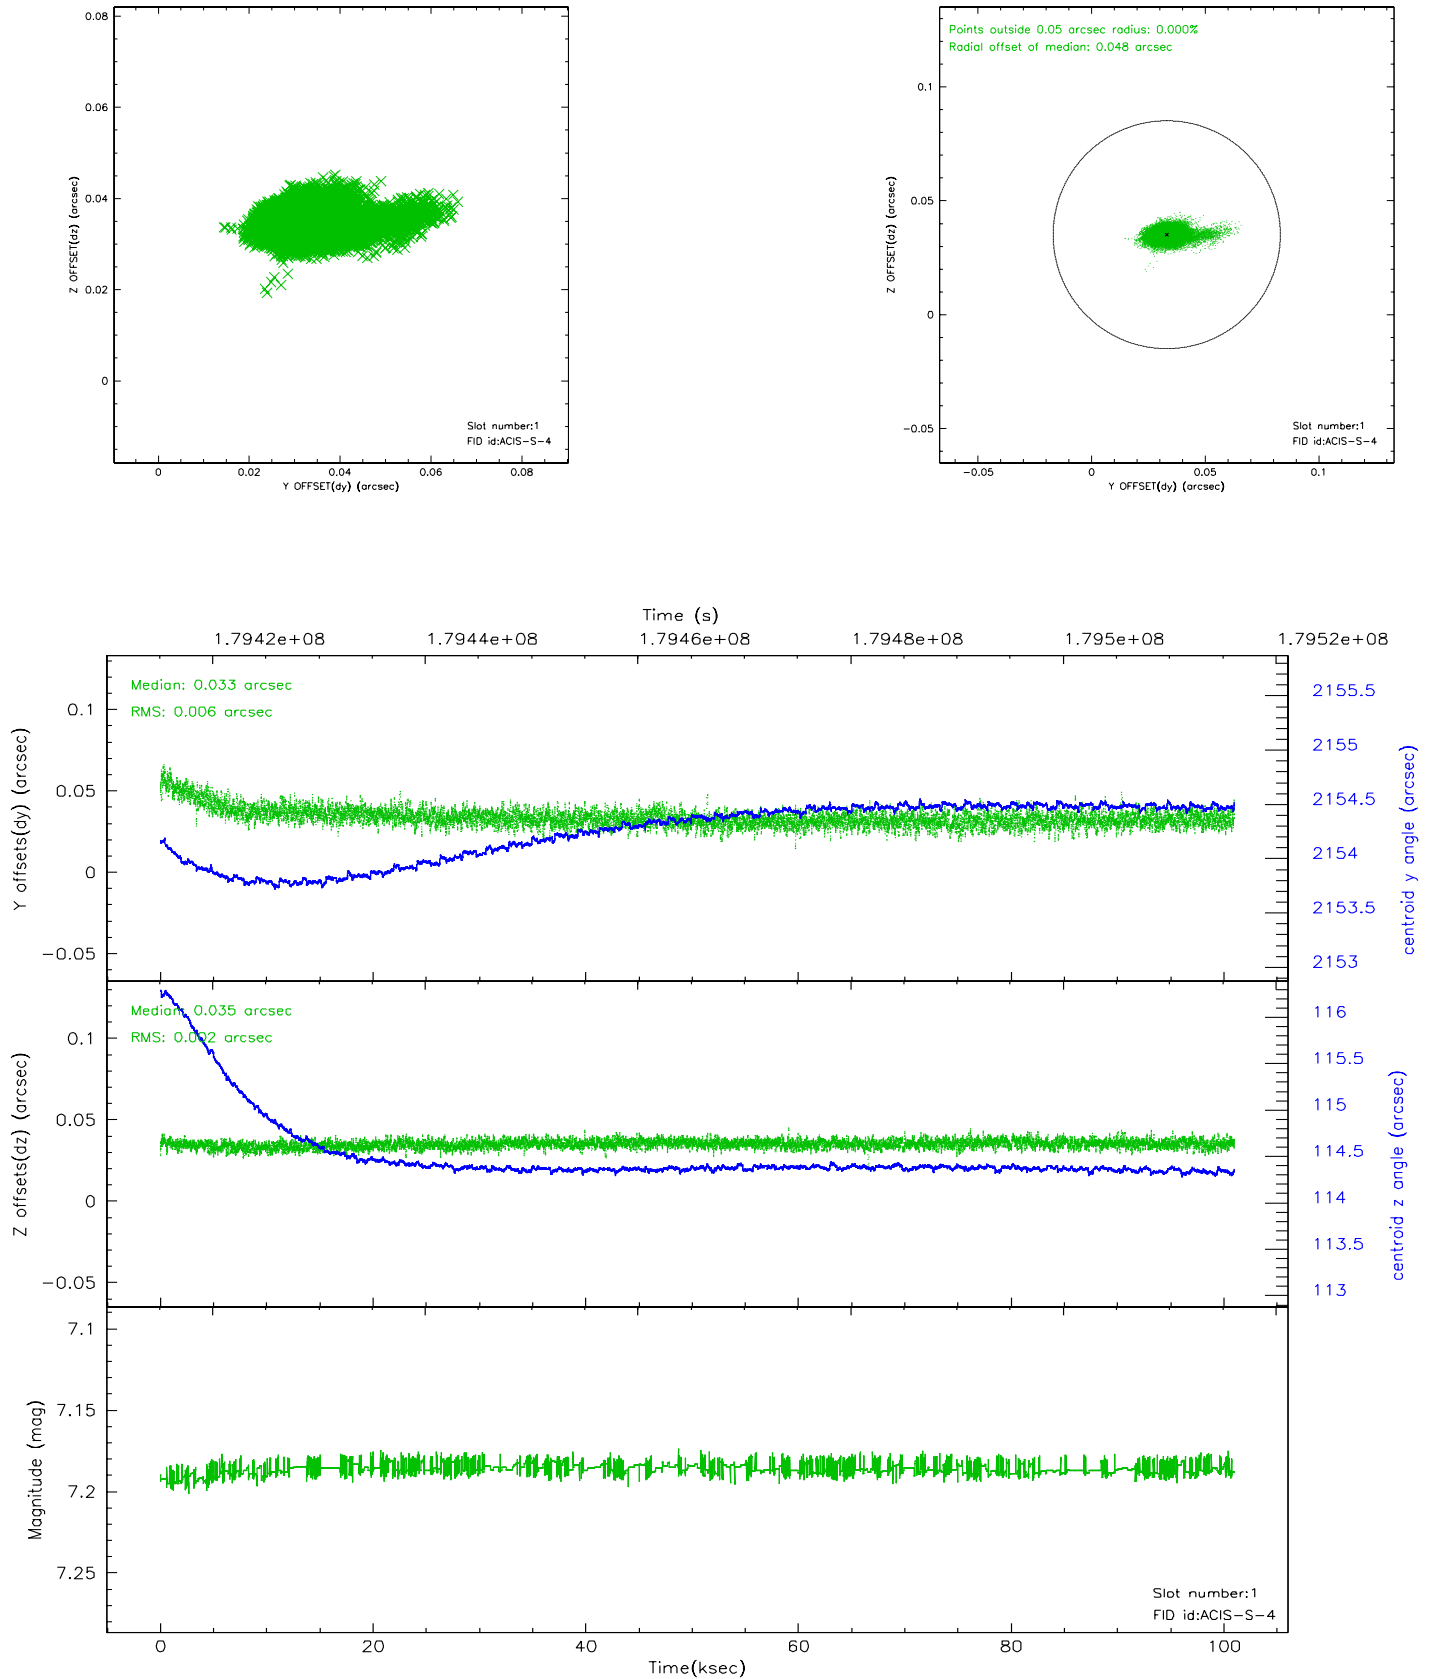 0.08
0.06
0.04
0.02
0
Z OFFSET(dz) (arcsec)
Slot number:1
FID id:ACIS-S-4
0 0.02 0.04 0.06 0.08
Y OFFSET(dy) (arcsec)
Points outside 0.05 arcsec radius: 0.000%
Radial offset of median: 0.048 arcsec
0.1
0.05
0
-0.05
Z OFFSET(dz) (arcsec)
Slot number:1
FID id:ACIS-S-4
-0.05 0 0.05 0.1
Y OFFSET(dy) (arcsec)
Time (s)
1.7942e+08 1.7944e+08 1.7946e+08 1.7948e+08 1.795e+08 1.7952e+08
Median: 0.033 arcsec
RMS: 0.006 arcsec
0.1
0.05
0
-0.05
Y offsets(dy) (arcsec)
2155.5
2155
2154.5
2154
2153.5
2153
centroid y angle (arcsec)
Median: 0.035 arcsec
RMS: 0.002 arcsec
0.1
0.05
0
-0.05
Z offsets(dz) (arcsec)
116
115.5
115
114.5
114
113.5
113
centroid z angle (arcsec)
7.1
7.15
7.2
7.25
Magnitude (mag)
Slot number:1
FID id:ACIS-S-4
0 20 40 60 80 100
Time(ksec)